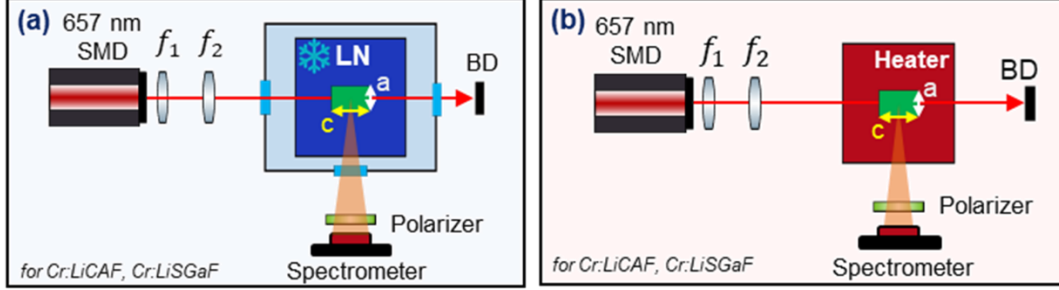 (a)
657 nm
SMD
f₁ f₂
LN
BD
a
c
Polarizer
Spectrometer
for Cr:LiCAF, Cr:LiSGaF
(b)
657 nm
SMD
f₁ f₂
Heater
BD
a
c
Polarizer
Spectrometer
for Cr:LiCAF, Cr:LiSGaF